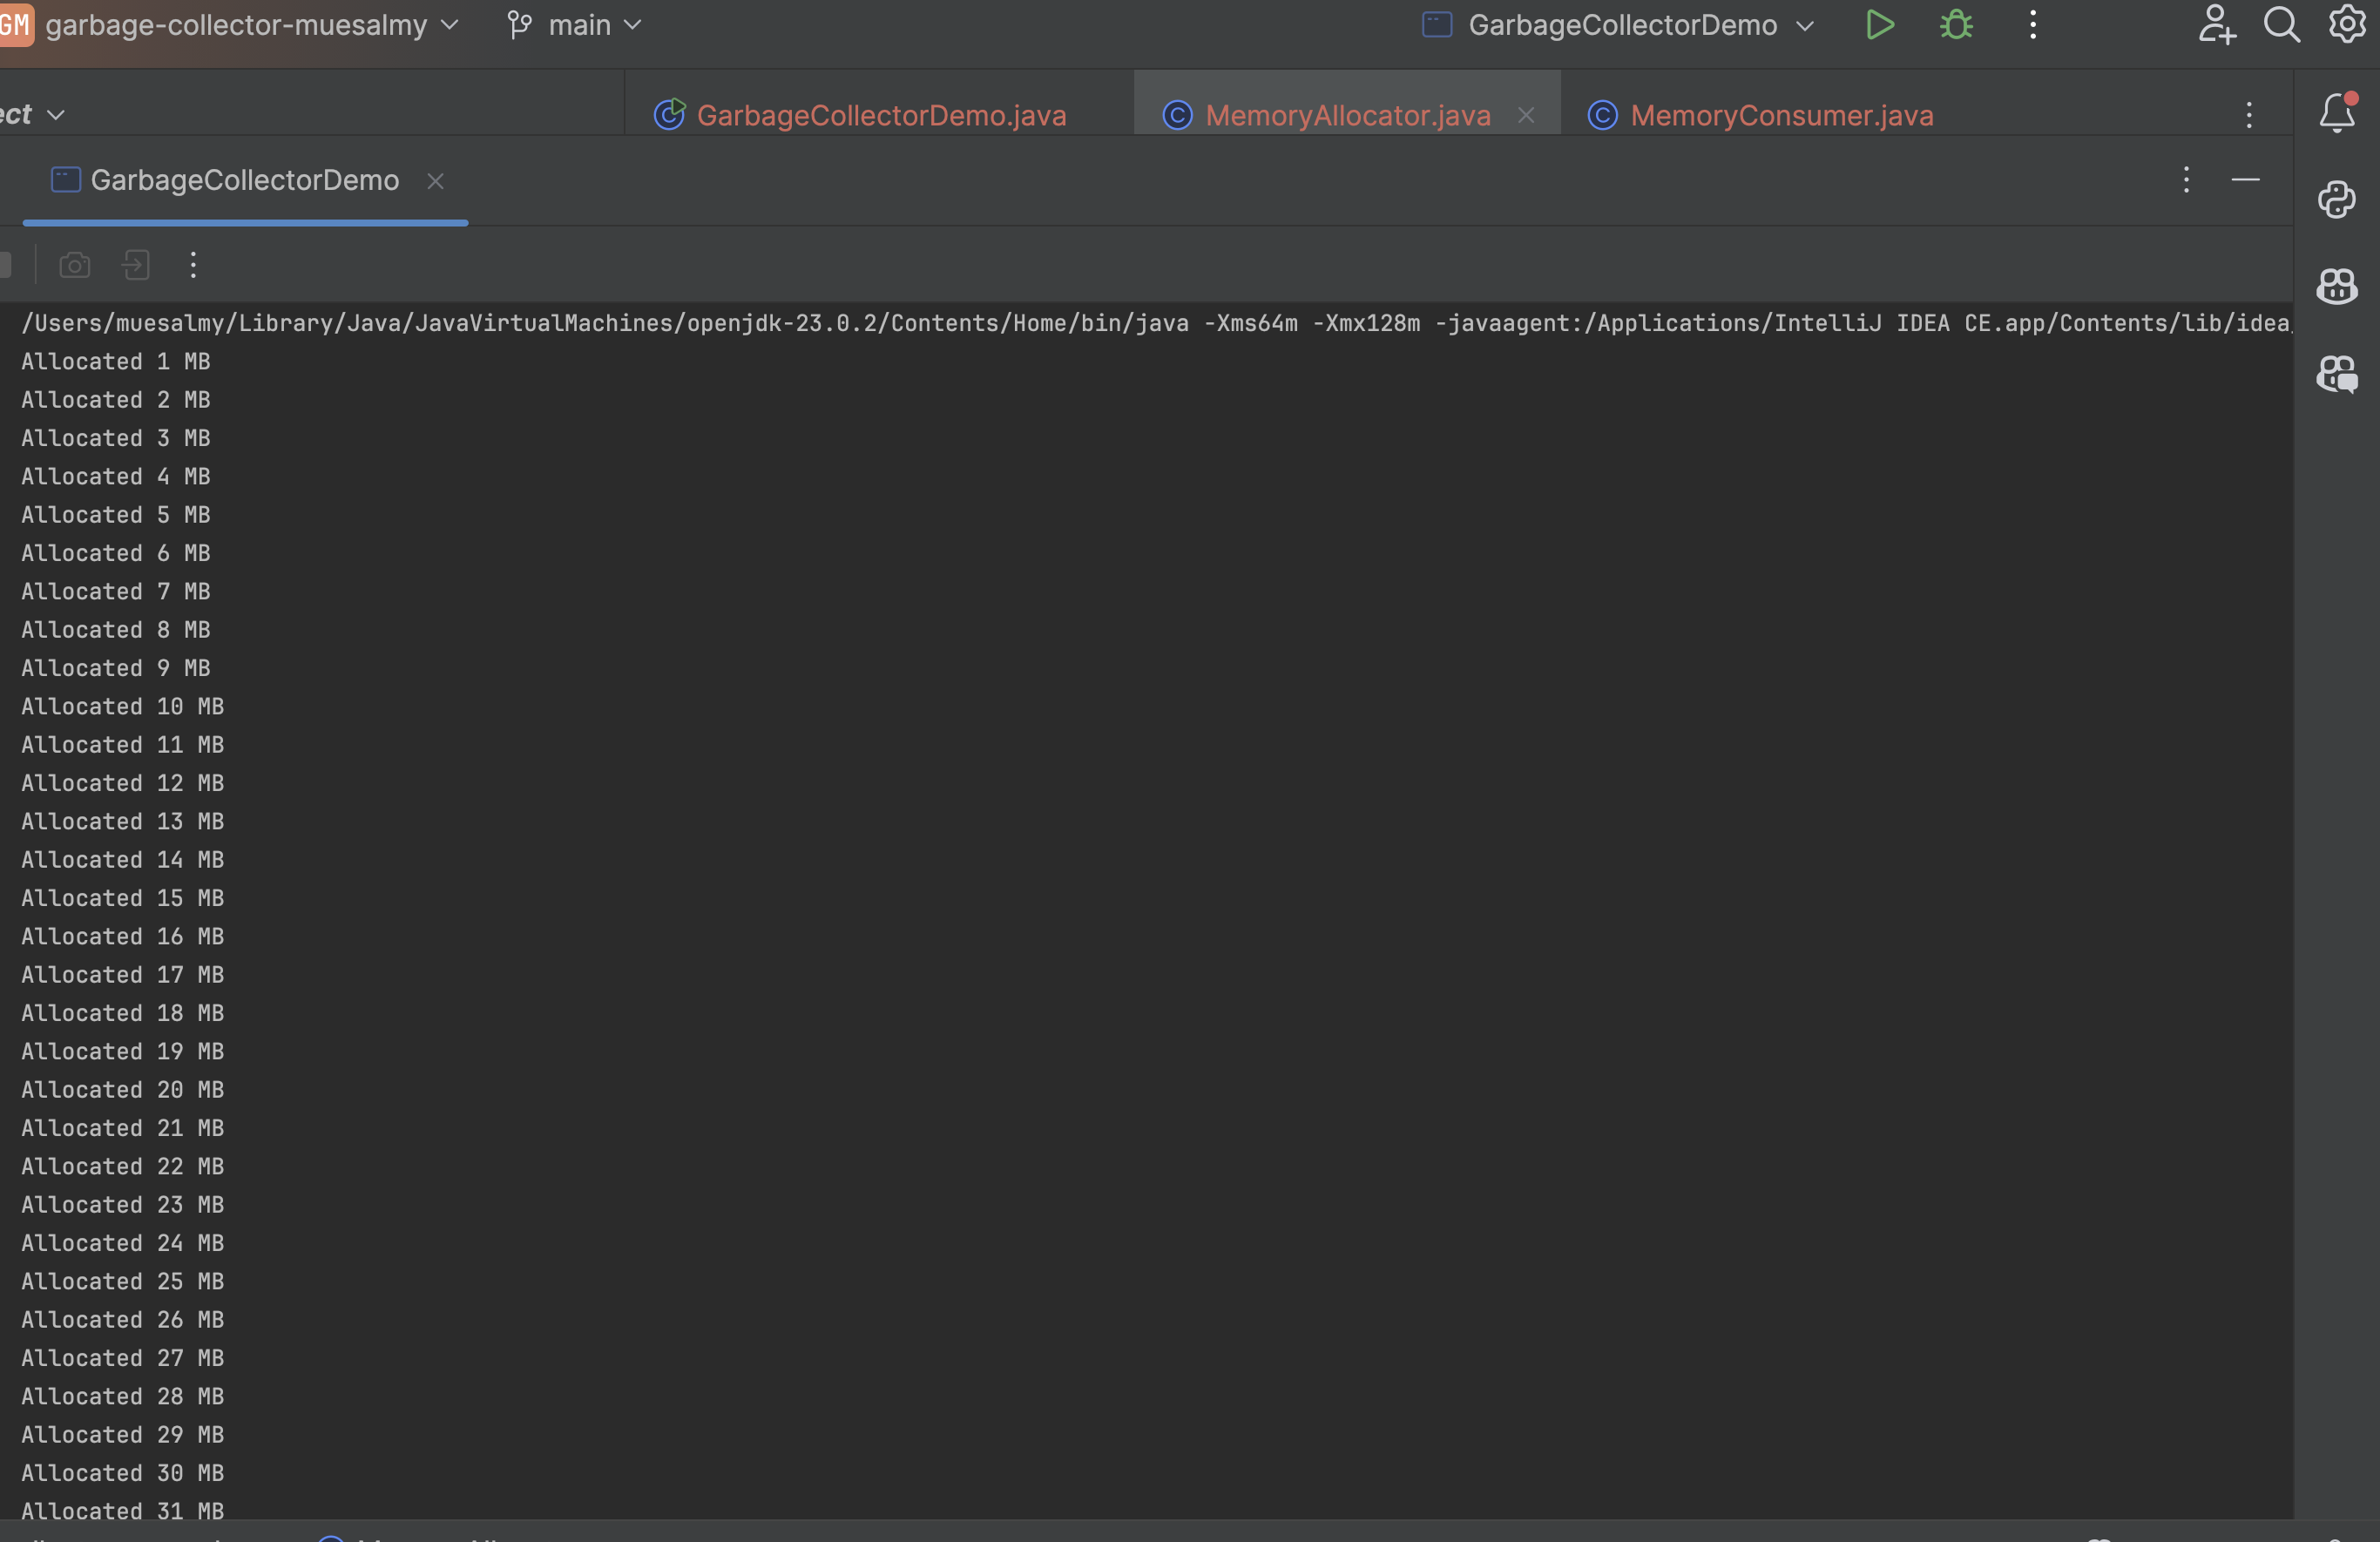 GM garbage-collector-muesalmy main GarbageCollectorDemo
ect GarbageCollectorDemo.java MemoryAllocator.java MemoryConsumer.java
GarbageCollectorDemo
/Users/muesalmy/Library/Java/JavaVirtualMachines/openjdk-23.0.2/Contents/Home/bin/java -Xms64m -Xmx128m -javaagent:/Applications/IntelliJ IDEA CE.app/Contents/lib/idea_
Allocated 1 MB
Allocated 2 MB
Allocated 3 MB
Allocated 4 MB
Allocated 5 MB
Allocated 6 MB
Allocated 7 MB
Allocated 8 MB
Allocated 9 MB
Allocated 10 MB
Allocated 11 MB
Allocated 12 MB
Allocated 13 MB
Allocated 14 MB
Allocated 15 MB
Allocated 16 MB
Allocated 17 MB
Allocated 18 MB
Allocated 19 MB
Allocated 20 MB
Allocated 21 MB
Allocated 22 MB
Allocated 23 MB
Allocated 24 MB
Allocated 25 MB
Allocated 26 MB
Allocated 27 MB
Allocated 28 MB
Allocated 29 MB
Allocated 30 MB
Allocated 31 MB